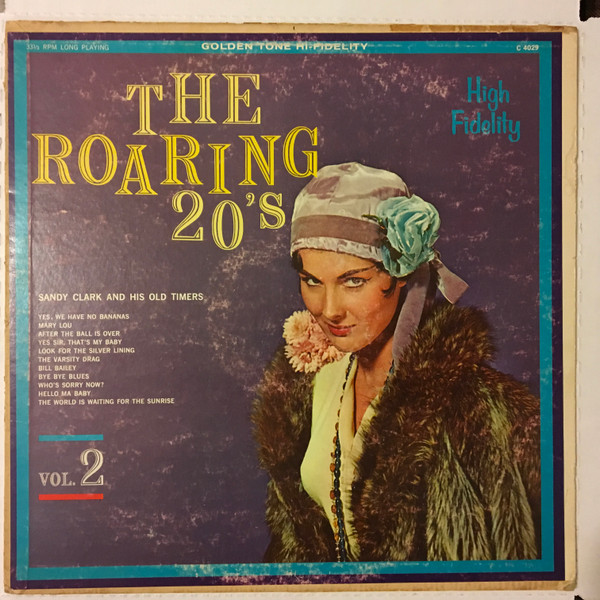 33⅓ RPM LONG PLAYING
GOLDEN TONE HI-FIDELITY
C 4029
High
Fidelity
THE
ROARING
20's
SANDY CLARK AND HIS OLD TIMERS
YES, WE HAVE NO BANANAS
MARY LOU
AFTER THE BALL IS OVER
YES SIR, THAT'S MY BABY
LOOK FOR THE SILVER LINING
THE VARSITY DRAG
BILL BAILEY
BYE BYE BLUES
WHO'S SORRY NOW?
HELLO MA BABY
THE WORLD IS WAITING FOR THE SUNRISE
VOL. 2